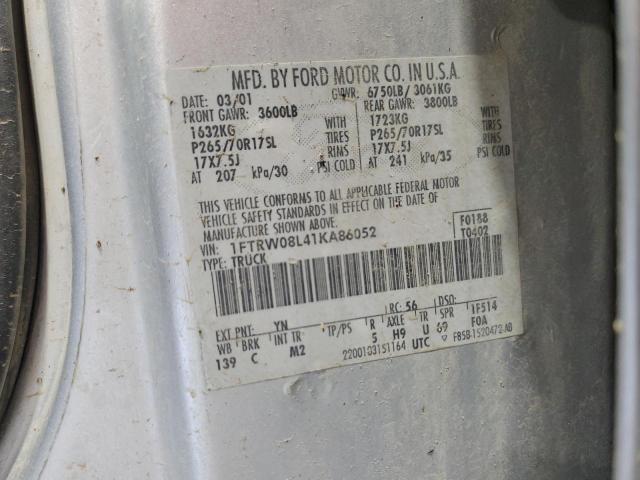 MFD. BY FORD MOTOR CO. IN U.S.A.
DATE: 03/01 GVWR: 6750LB/ 3061KG
FRONT GAWR: 3600LB REAR GAWR: 3800LB
1632KG WITH 1723KG WITH
P265/70R17SL TIRES P265/70R17SL TIRES
17X7.5J RIMS 17X7.5J RIMS
AT 207 kPa/30 PSI COLD AT 241 kPa/35 PSI COLD
THIS VEHICLE CONFORMS TO ALL APPLICABLE FEDERAL MOTOR
VEHICLE SAFETY STANDARDS IN EFFECT ON THE DATE OF
MANUFACTURE SHOWN ABOVE.
VIN: 1FTRW08L41KA86052 F0188
TYPE: TRUCK T0402
EXT PNT: YN RC: 56 DSO:
WB BRK INT TR TP/PS R AXLE TR SPR 1F514
139 C M2 5 H9 U 69 F0A
2200103151164 UTC F85B-1520472-AB